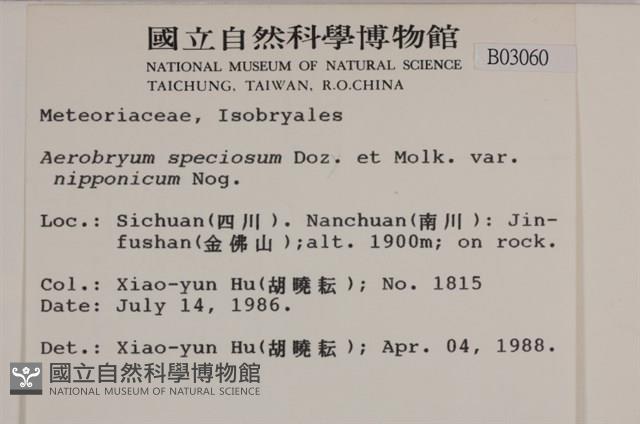 國立自然科學博物館
NATIONAL MUSEUM OF NATURAL SCIENCE
TAICHUNG, TAIWAN, R.O.CHINA
B03060
Meteoriaceae, Isobryales
Aerobryum speciosum Doz. et Molk. var.
nipponicum Nog.
Loc.: Sichuan(四川). Nanchuan(南川): Jin-
fushan(金佛山);alt. 1900m; on rock.
Col.: Xiao-yun Hu(胡曉耘); No. 1815
Date: July 14, 1986.
Det.: Xiao-yun Hu(胡曉耘); Apr. 04, 1988.
國立自然科學博物館
NATIONAL MUSEUM OF NATURAL SCIENCE